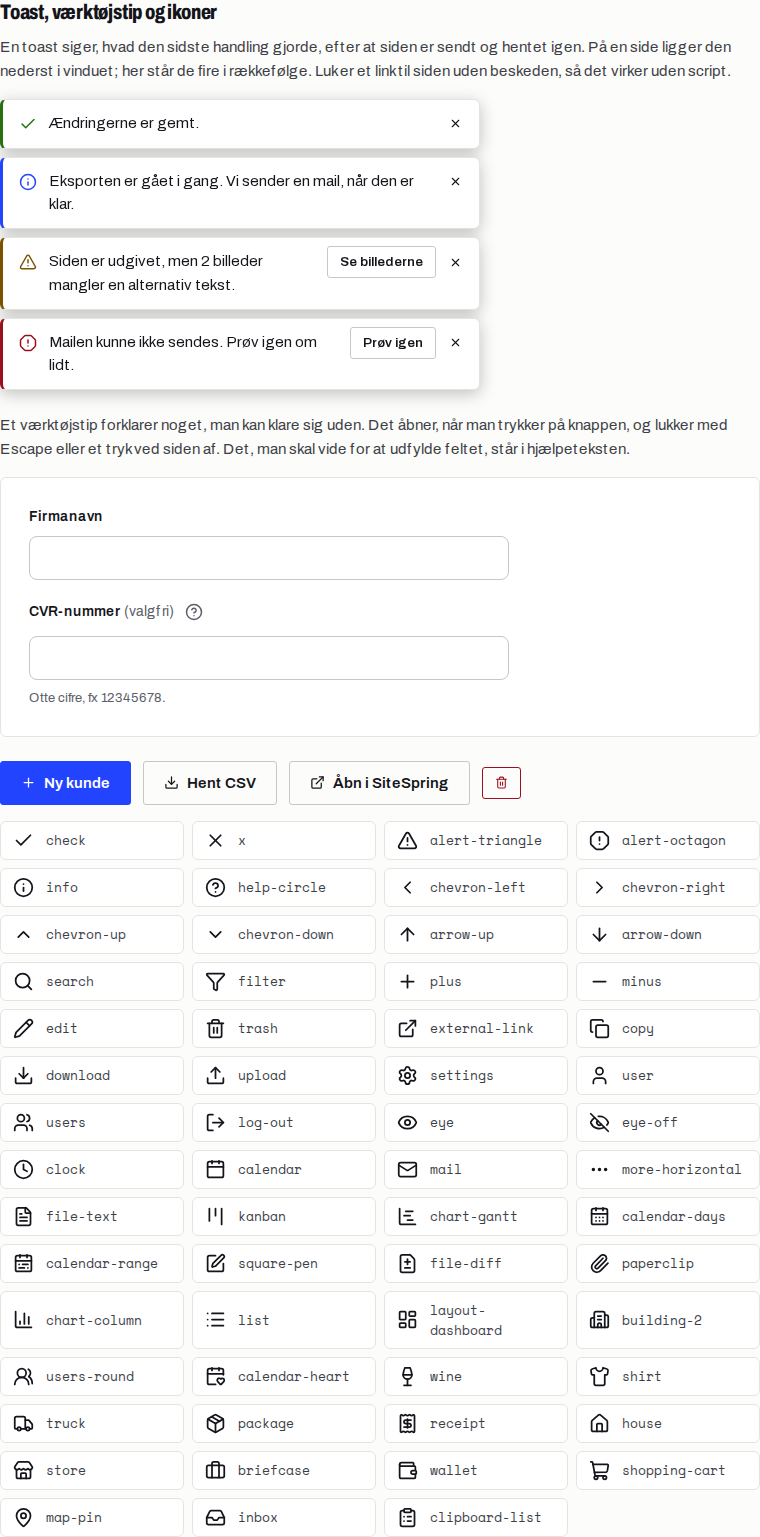 Toast, værktøjstip og ikoner
En toast siger, hvad den sidste handling gjorde, efter at siden er sendt og hentet igen. På en side ligger den
nederst i vinduet; her står de fire i rækkefølge. Luk er et link til siden uden beskeden, så det virker uden script.
Ændringerne er gemt.
Eksporten er gået i gang. Vi sender en mail, når den er
klar.
Siden er udgivet, men 2 billeder
mangler en alternativ tekst.
Se billederne
Mailen kunne ikke sendes. Prøv igen om
lidt.
Prøv igen
Et værktøjstip forklarer noget, man kan klare sig uden. Det åbner, når man trykker på knappen, og lukker med
Escape eller et tryk ved siden af. Det, man skal vide for at udfylde feltet, står i hjælpeteksten.
Firmanavn
CVR-nummer (valgfri)
Otte cifre, fx 12345678.
Ny kunde Hent CSV Åbn i SiteSpring
check x alert-triangle alert-octagon
info help-circle chevron-left chevron-right
chevron-up chevron-down arrow-up arrow-down
search filter plus minus
edit trash external-link copy
download upload settings user
users log-out eye eye-off
clock calendar mail more-horizontal
file-text kanban chart-gantt calendar-days
calendar-range square-pen file-diff paperclip
chart-column list layout-
dashboard building-2
users-round calendar-heart wine shirt
truck package receipt house
store briefcase wallet shopping-cart
map-pin inbox clipboard-list